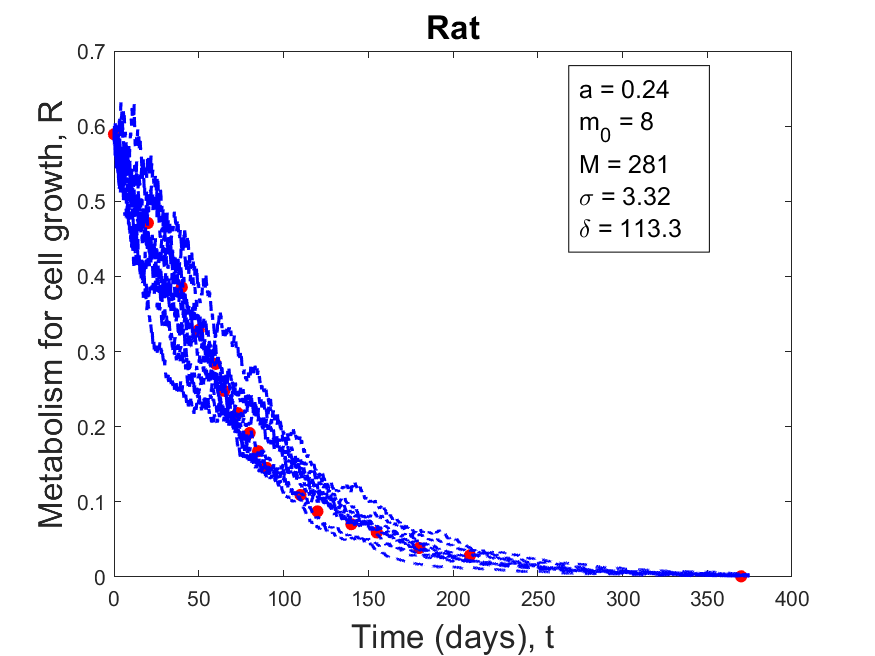 Rat
0.7
0.6
0.5
0.4
0.3
0.2
0.1
0
Metabolism for cell growth, R
a = 0.24
m₀ = 8
M = 281
σ = 3.32
δ = 113.3
0 50 100 150 200 250 300 350 400
Time (days), t